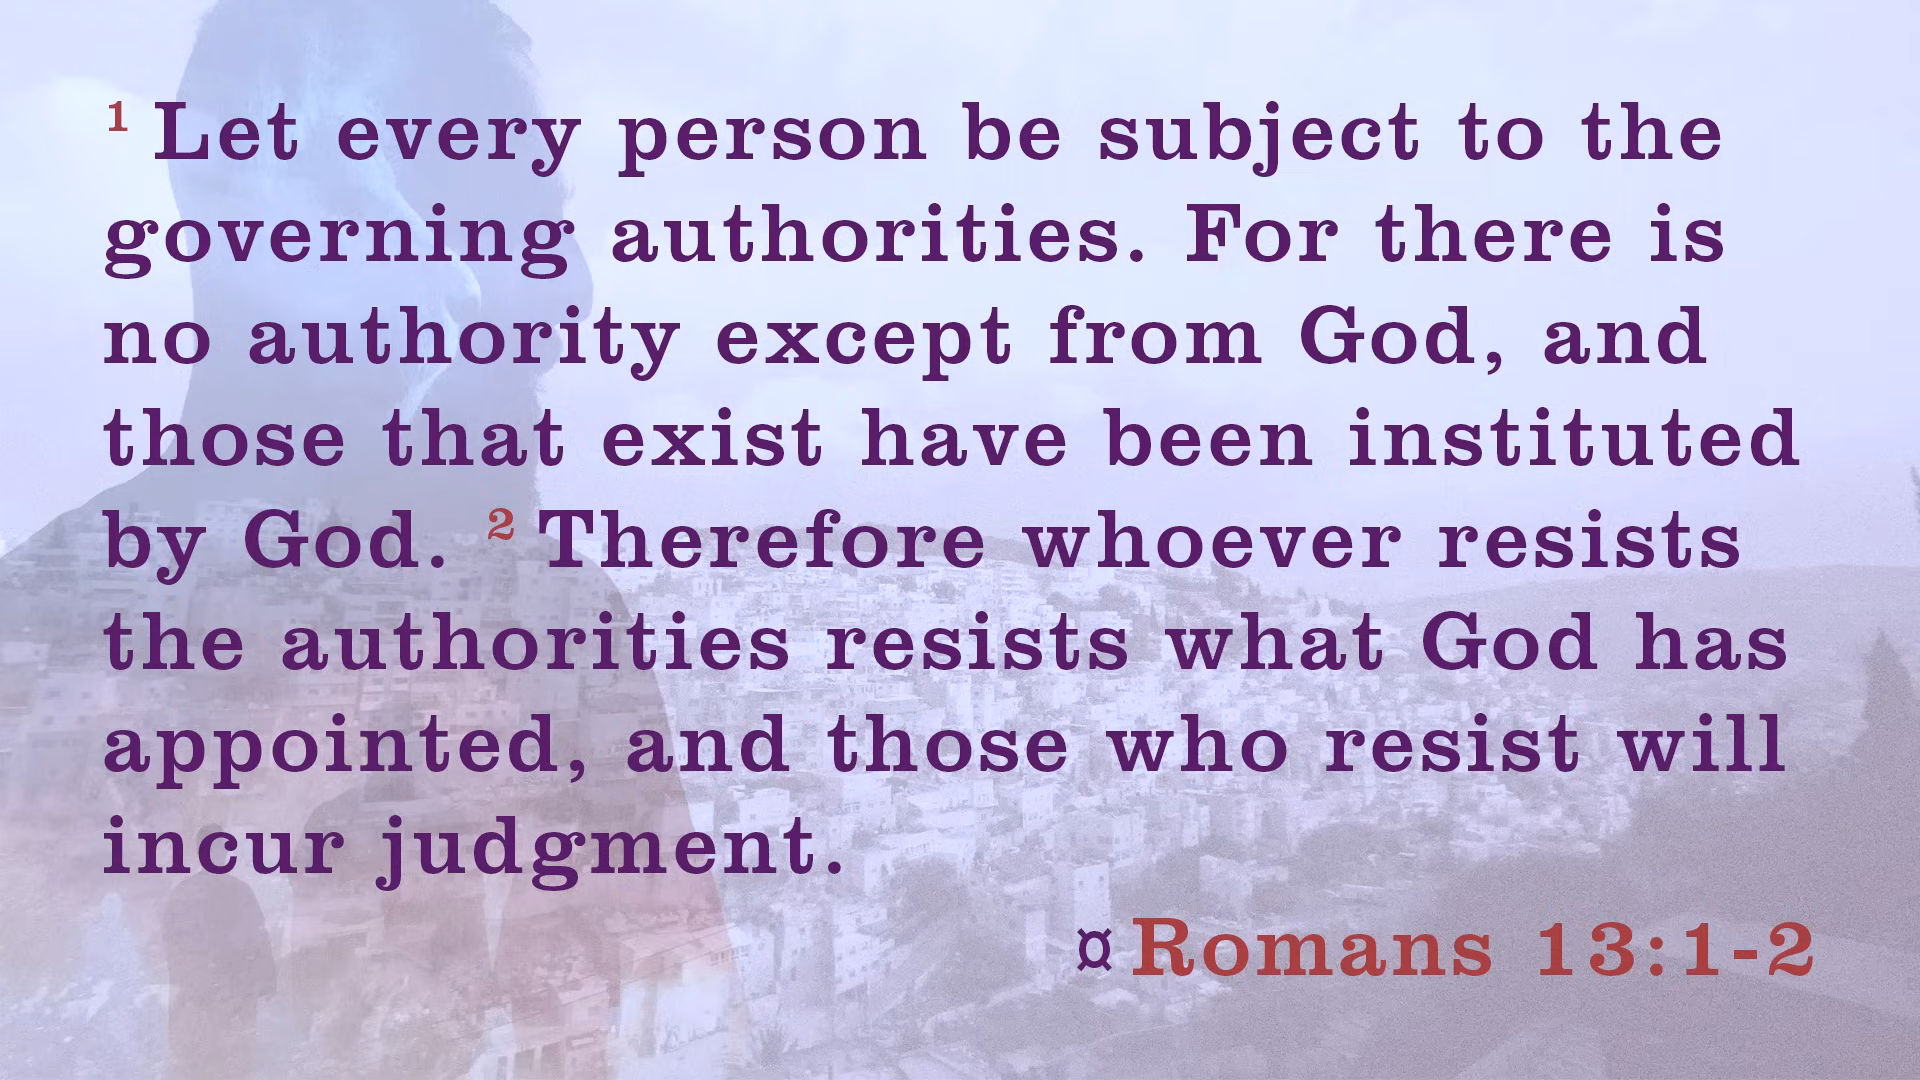 1 Let every person be subject to the
governing authorities. For there is
no authority except from God, and
those that exist have been instituted
by God. 2 Therefore whoever resists
the authorities resists what God has
appointed, and those who resist will
incur judgment.
¤ Romans 13:1-2